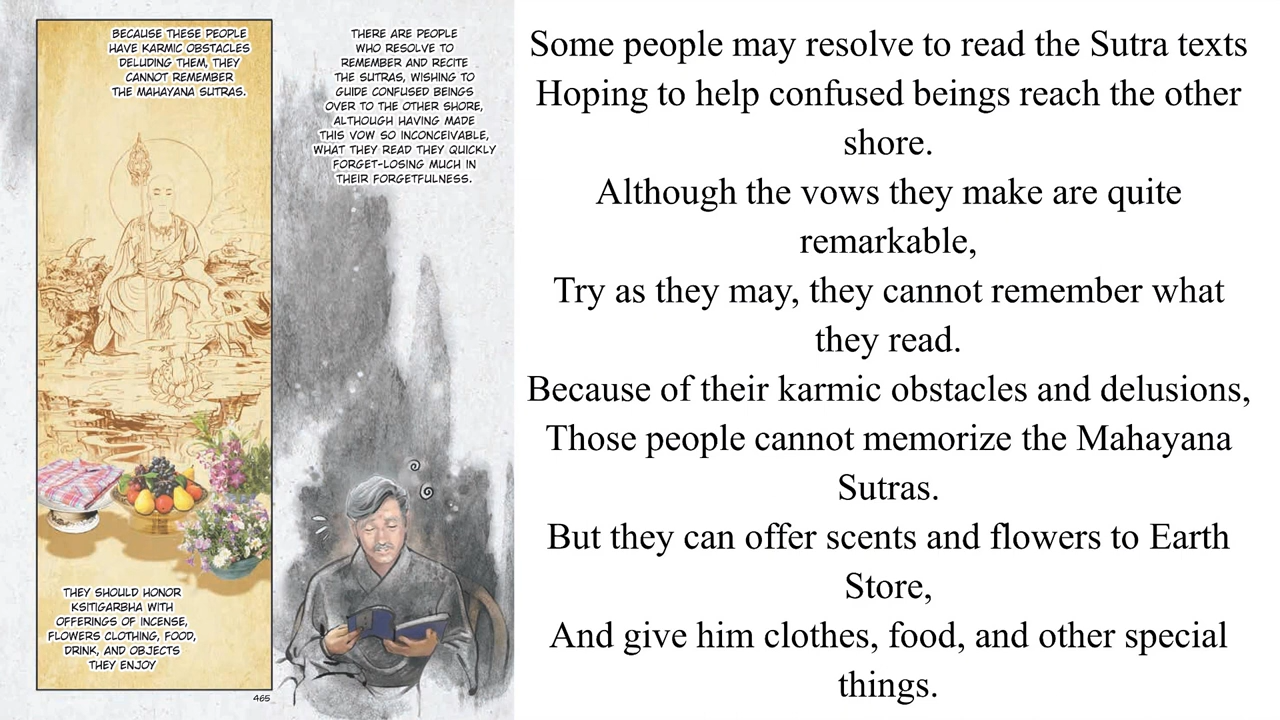 BECAUSE THESE PEOPLE
HAVE KARMIC OBSTACLES
DELUDING THEM, THEY
CANNOT REMEMBER
THE MAHAYANA SUTRAS.
THERE ARE PEOPLE
WHO RESOLVE TO
REMEMBER AND RECITE
THE SUTRAS, WISHING TO
GUIDE CONFUSED BEINGS
OVER TO THE OTHER SHORE,
ALTHOUGH HAVING MADE
THIS VOW SO INCONCEIVABLE,
WHAT THEY READ THEY QUICKLY
FORGET-LOSING MUCH IN
THEIR FORGETFULNESS.
THEY SHOULD HONOR
KSITIGARBHA WITH
OFFERINGS OF INCENSE,
FLOWERS CLOTHING, FOOD,
DRINK, AND OBJECTS
THEY ENJOY
465
Some people may resolve to read the Sutra texts
Hoping to help confused beings reach the other
shore.
Although the vows they make are quite
remarkable,
Try as they may, they cannot remember what
they read.
Because of their karmic obstacles and delusions,
Those people cannot memorize the Mahayana
Sutras.
But they can offer scents and flowers to Earth
Store,
And give him clothes, food, and other special
things.